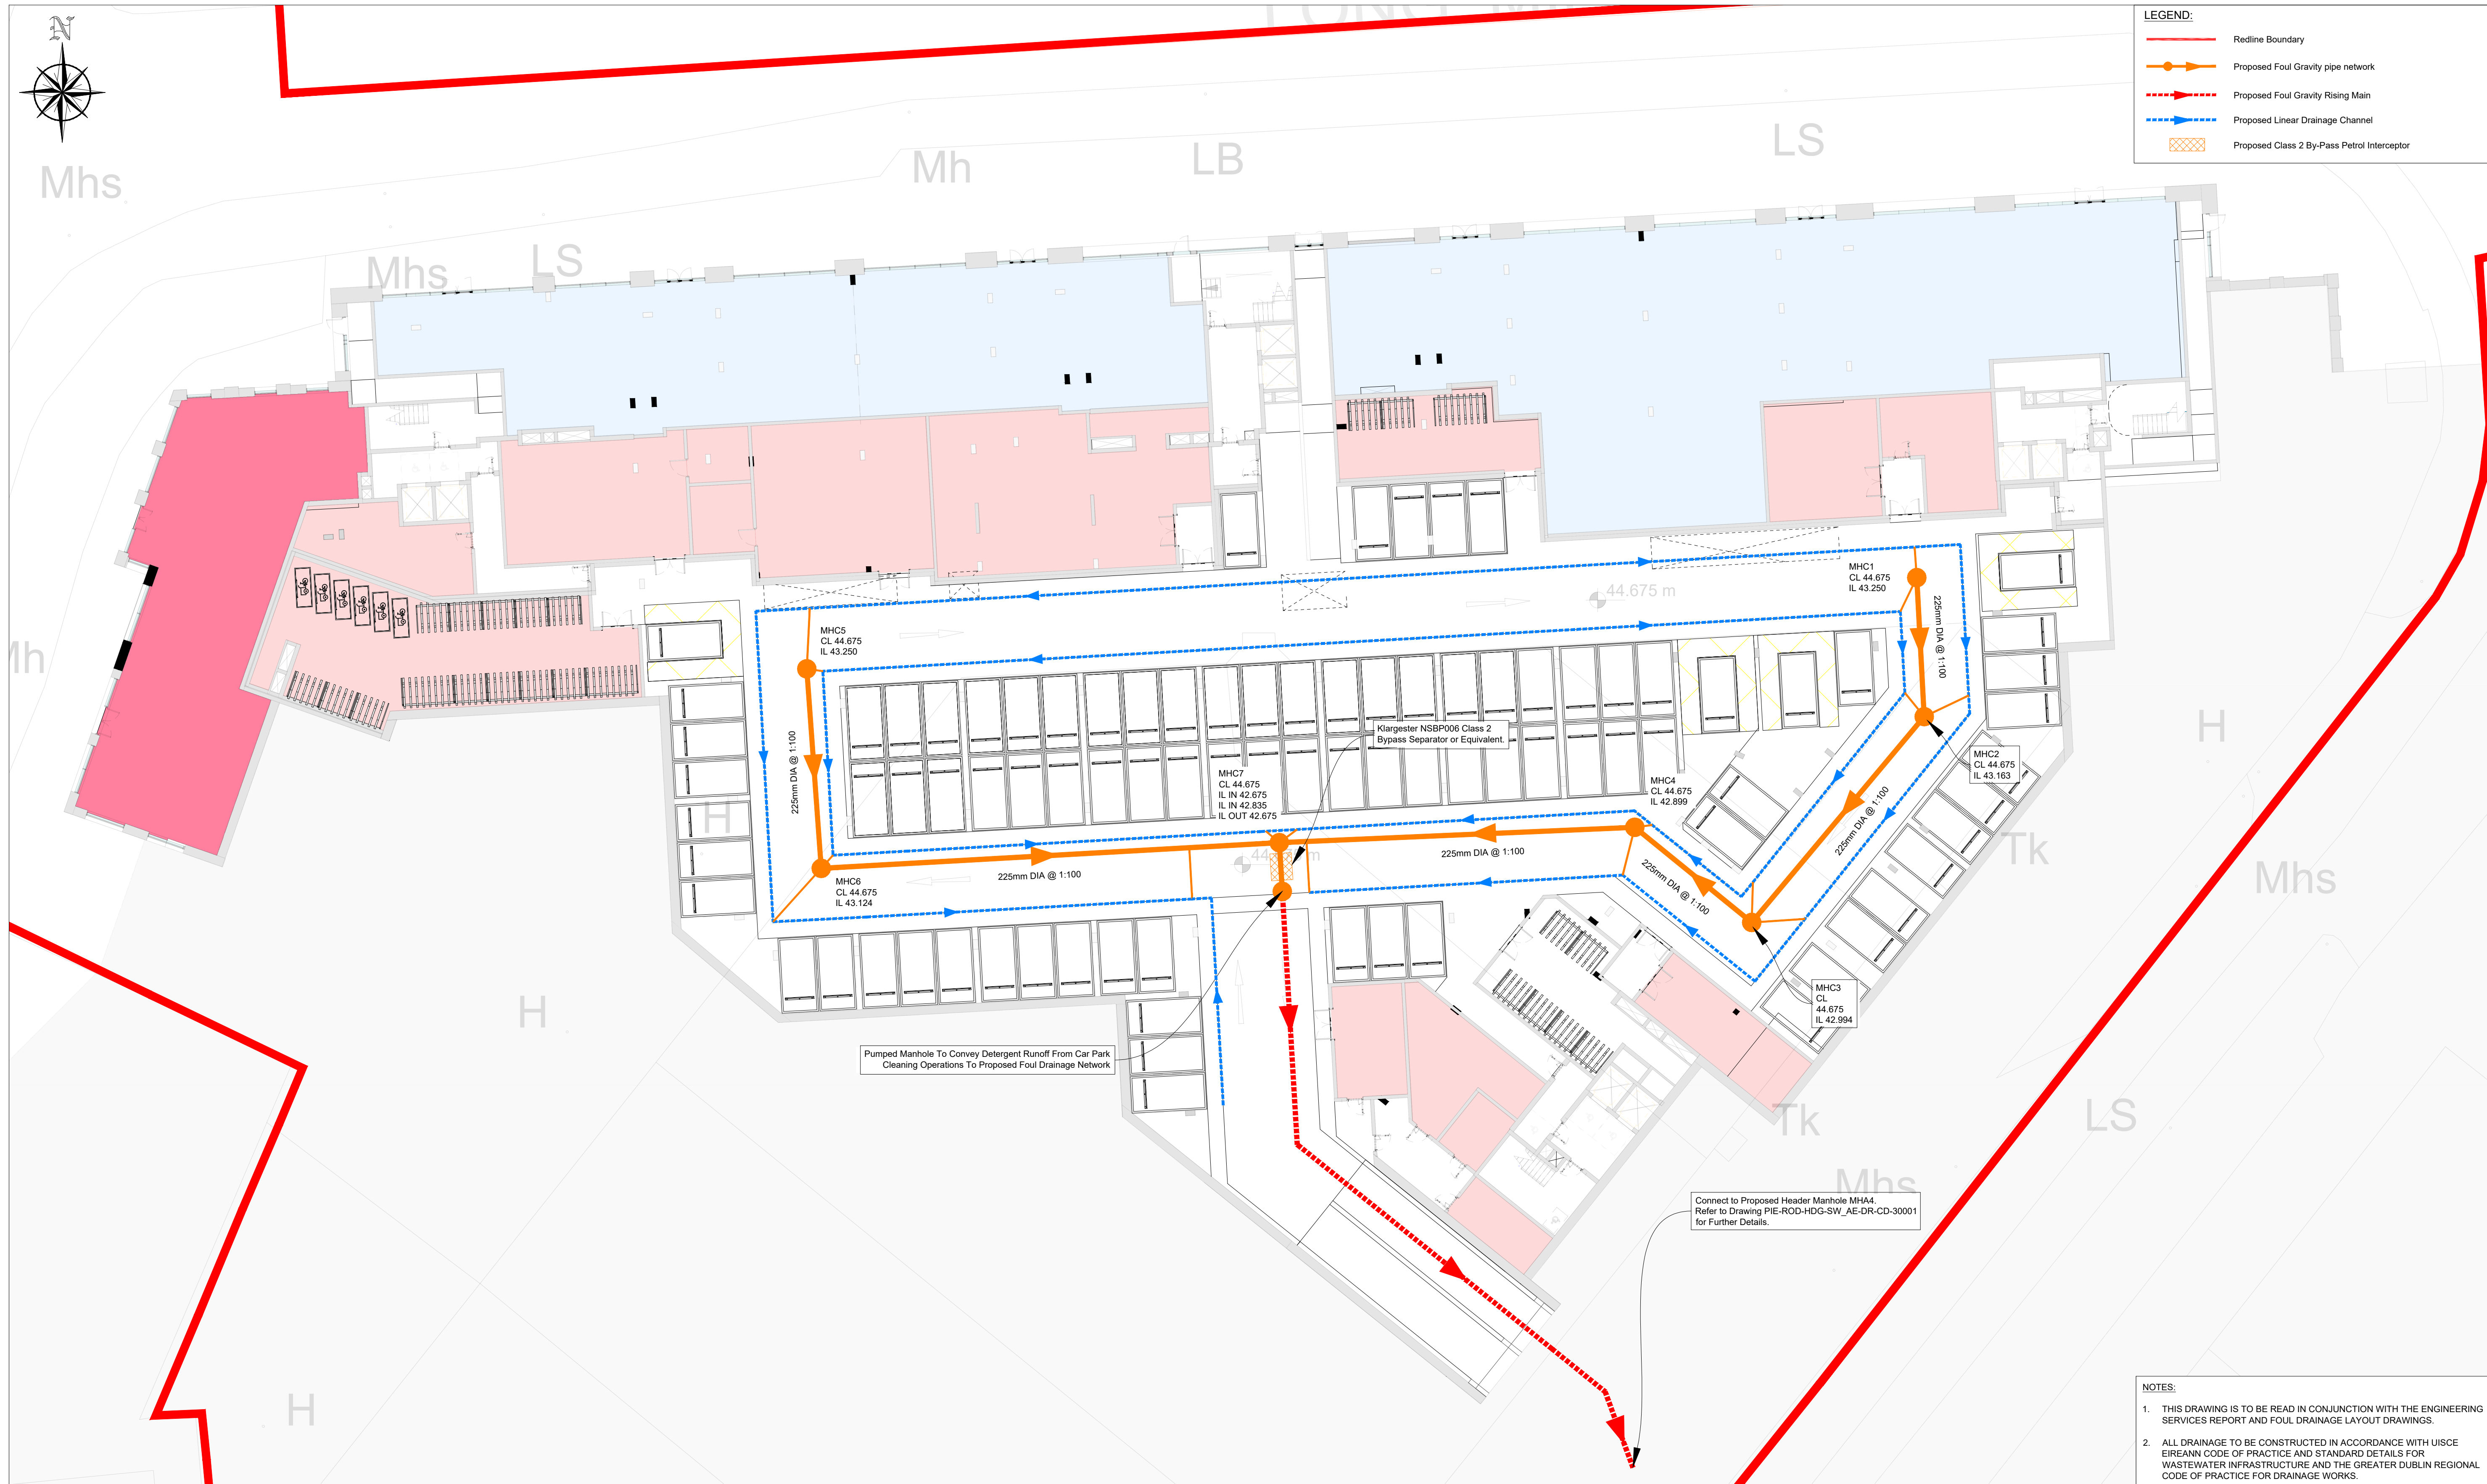 N
LEGEND:
Redline Boundary
Proposed Foul Gravity pipe network
Proposed Foul Gravity Rising Main
Proposed Linear Drainage Channel
Proposed Class 2 By-Pass Petrol Interceptor
Mhs
Mh
LB
LS
Mhs
LS
44.675 m
MHC1
CL 44.675
IL 43.250
225mm DIA @ 1:100
MHC5
CL 44.675
IL 43.250
225mm DIA @ 1:100
Klargester NSBP006 Class 2
Bypass Separator or Equivalent.
MHC7
CL 44.675
IL IN 42.675
IL IN 42.835
IL OUT 42.675
MHC4
CL 44.675
IL 42.899
MHC2
CL 44.675
IL 43.163
H
H
225mm DIA @ 1:100
Tk
Mhs
225mm DIA @ 1:100
225mm DIA @ 1:100
225mm DIA @ 1:100
MHC6
CL 44.675
IL 43.124
MHC3
CL
44.675
IL 42.994
H
Pumped Manhole To Convey Detergent Runoff From Car Park
Cleaning Operations To Proposed Foul Drainage Network
Tk
LS
Mhs
Connect to Proposed Header Manhole MHA4.
Refer to Drawing PIE-ROD-HDG-SW_AE-DR-CD-30001
for Further Details.
H
NOTES:
1. THIS DRAWING IS TO BE READ IN CONJUNCTION WITH THE ENGINEERING
SERVICES REPORT AND FOUL DRAINAGE LAYOUT DRAWINGS.
2. ALL DRAINAGE TO BE CONSTRUCTED IN ACCORDANCE WITH UISCE
EIREANN CODE OF PRACTICE AND STANDARD DETAILS FOR
WASTEWATER INFRASTRUCTURE AND THE GREATER DUBLIN REGIONAL
CODE OF PRACTICE FOR DRAINAGE WORKS.